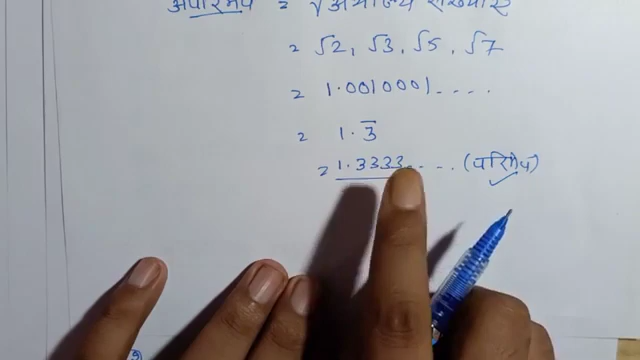 अपरिमेय = √अभाज्य संख्याएँ
= √2, √3, √5, √7
= 1.0010001....
= 1.3̅
= 1.3333..... (परिमेय) ✓